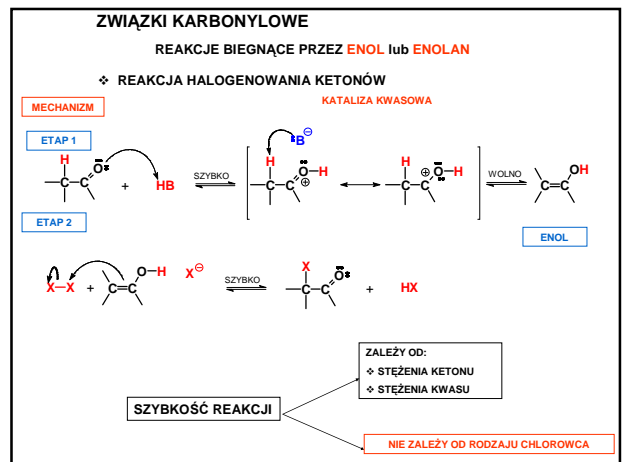 ZWIĄZKI KARBONYLOWE
REAKCJE BIEGNĄCE PRZEZ ENOL lub ENOLAN
❖ REAKCJA HALOGENOWANIA KETONÓW
MECHANIZM
KATALIZA KWASOWA
ETAP 1
H C C O + HB SZYBKO H C C O H B ⊖ ⊕ H C C O H ⊕ WOLNO C C OH
ETAP 2
ENOL
X X + C C O H X ⊖ SZYBKO X C C O + HX
ZALEŻY OD:
❖ STĘŻENIA KETONU
❖ STĘŻENIA KWASU
SZYBKOŚĆ REAKCJI
NIE ZALEŻY OD RODZAJU CHLOROWCA